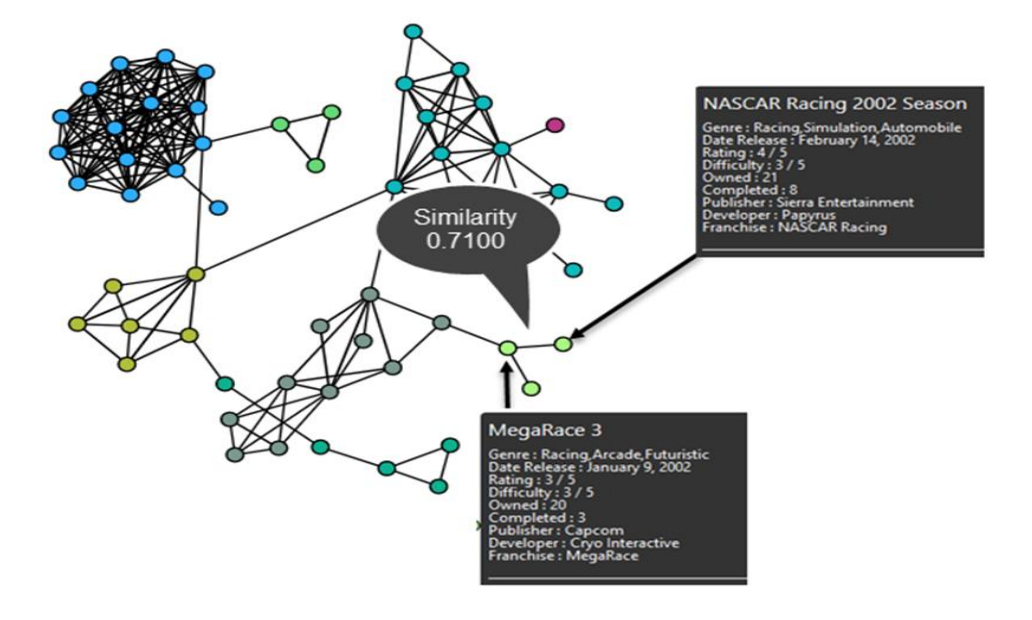 NASCAR Racing 2002 Season
Genre : Racing,Simulation,Automobile
Date Release : February 14, 2002
Rating : 4 / 5
Difficulty : 3 / 5
Owned : 21
Completed : 8
Publisher : Sierra Entertainment
Developer : Papyrus
Franchise : NASCAR Racing
Similarity
0.7100
MegaRace 3
Genre : Racing,Arcade,Futuristic
Date Release : January 9, 2002
Rating : 3 / 5
Difficulty : 3 / 5
Owned : 20
Completed : 3
Publisher : Capcom
Developer : Cryo Interactive
Franchise : MegaRace